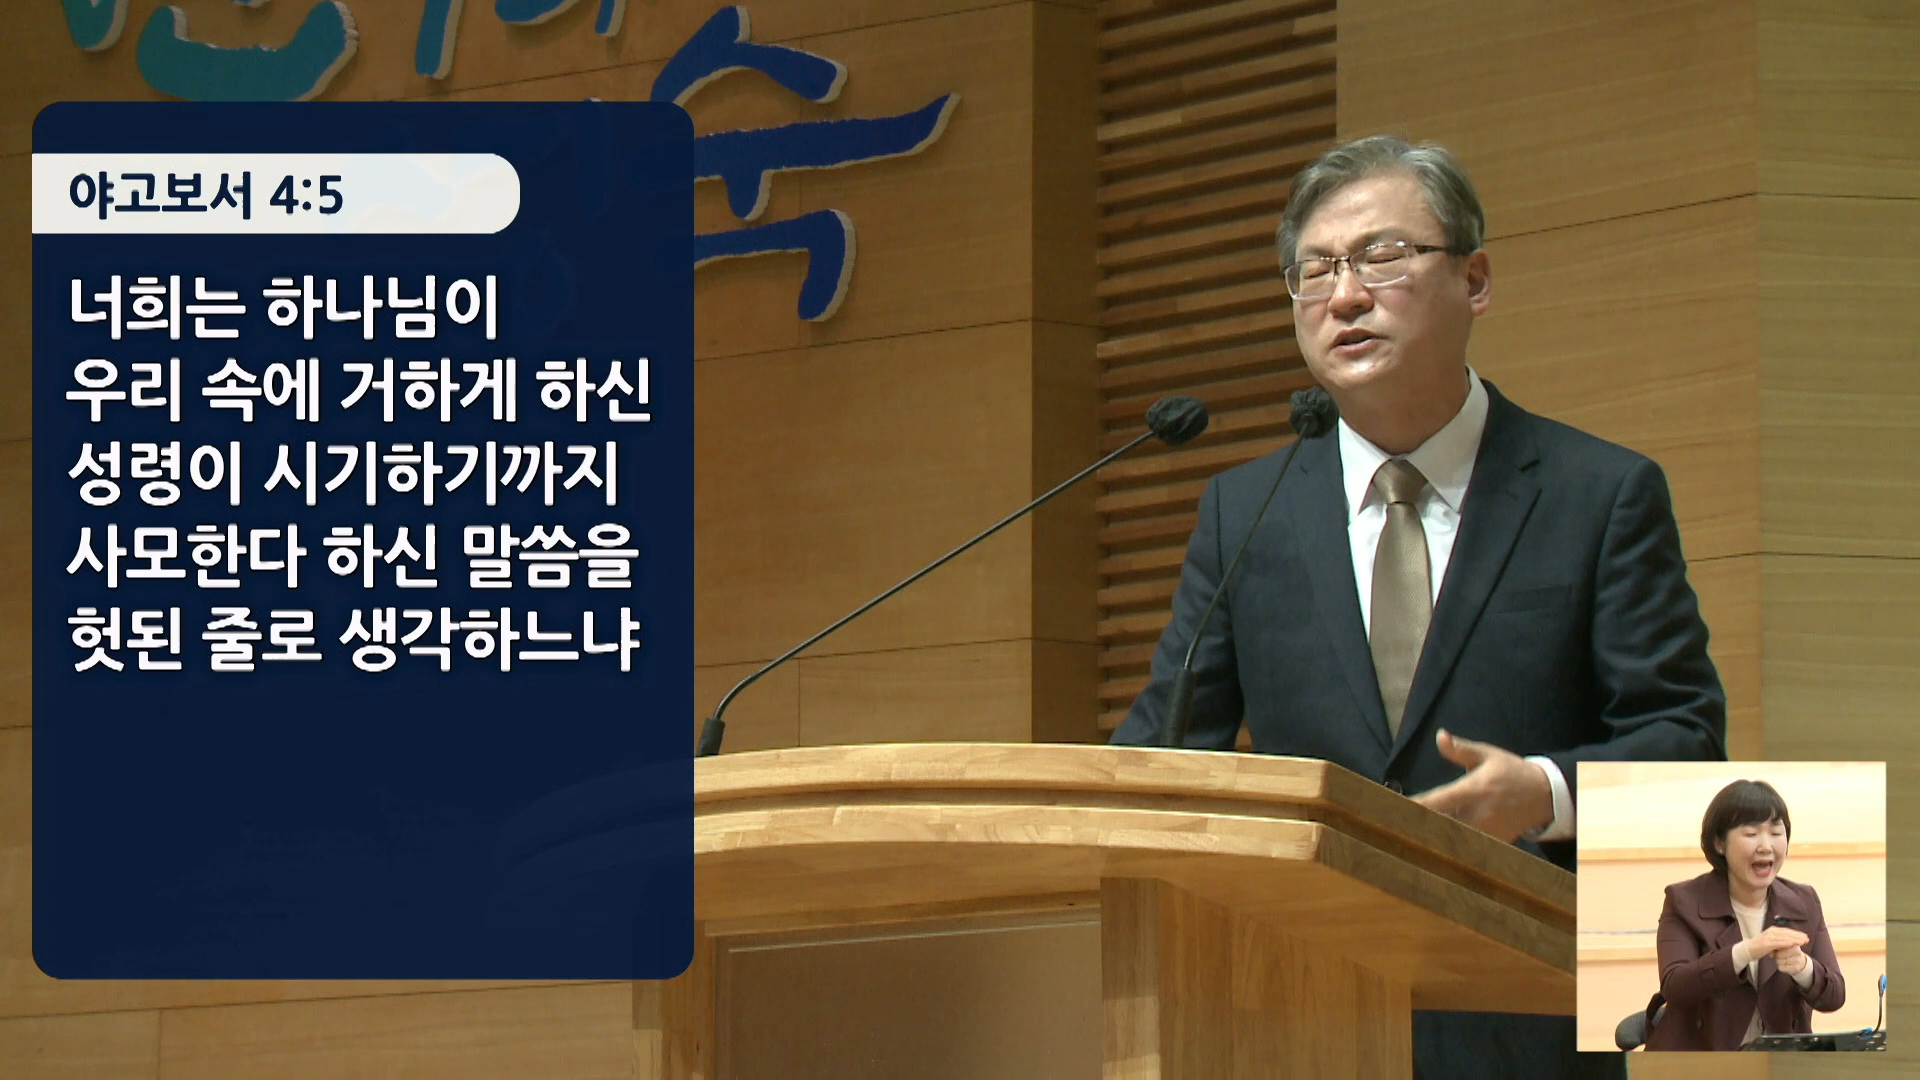 야고보서 4:5
너희는 하나님이
우리 속에 거하게 하신
성령이 시기하기까지
사모한다 하신 말씀을
헛된 줄로 생각하느냐
속